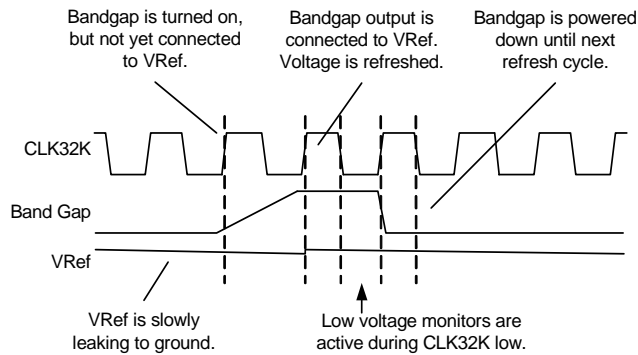 Bandgap is turned on,
but not yet connected
to VRef.
Bandgap output is
connected to VRef.
Voltage is refreshed.
Bandgap is powered
down until next
refresh cycle.
CLK32K
Band Gap
VRef
VRef is slowly
leaking to ground.
Low voltage monitors are
active during CLK32K low.